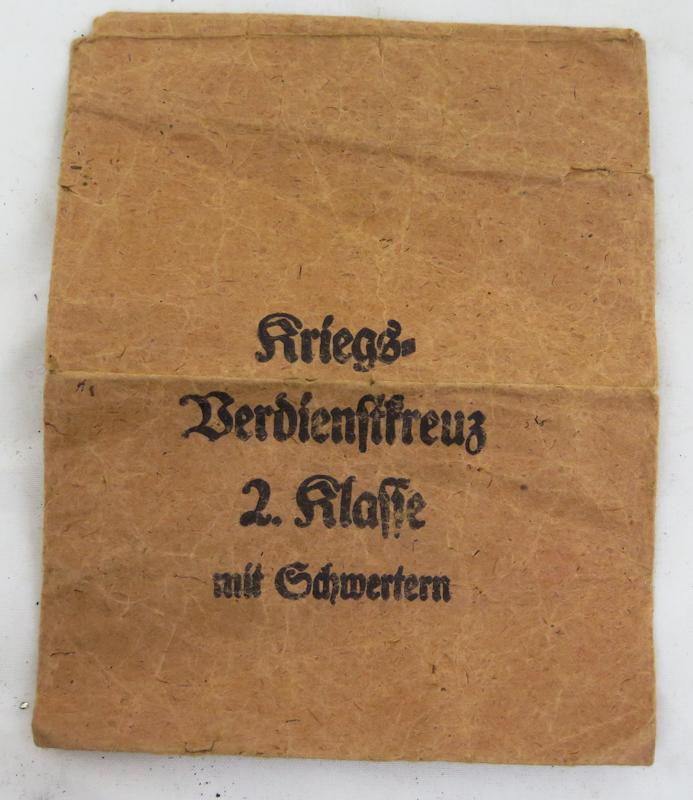 Kriegs-
Verdienstkreuz
2. Klasse
mit Schwertern